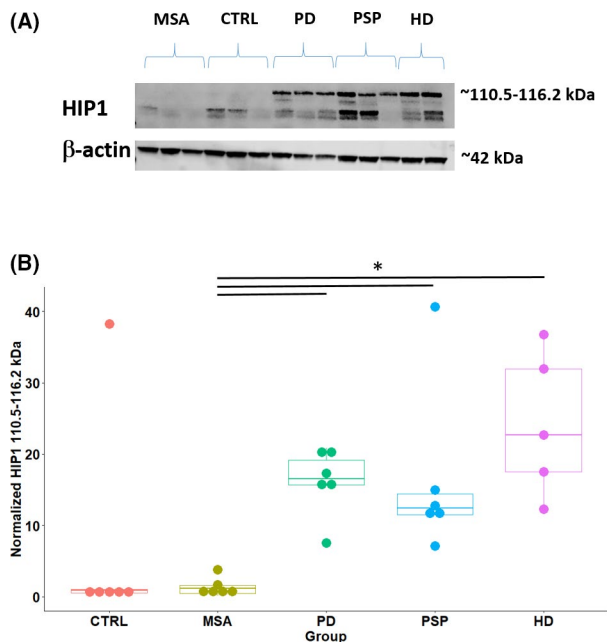 (A)
MSA CTRL PD PSP HD
HIP1
~110.5-116.2 kDa
β-actin
~42 kDa
(B)
*
Normalized HIP1 110.5-116.2 kDa
40
30
20
10
0
CTRL MSA PD PSP HD
Group